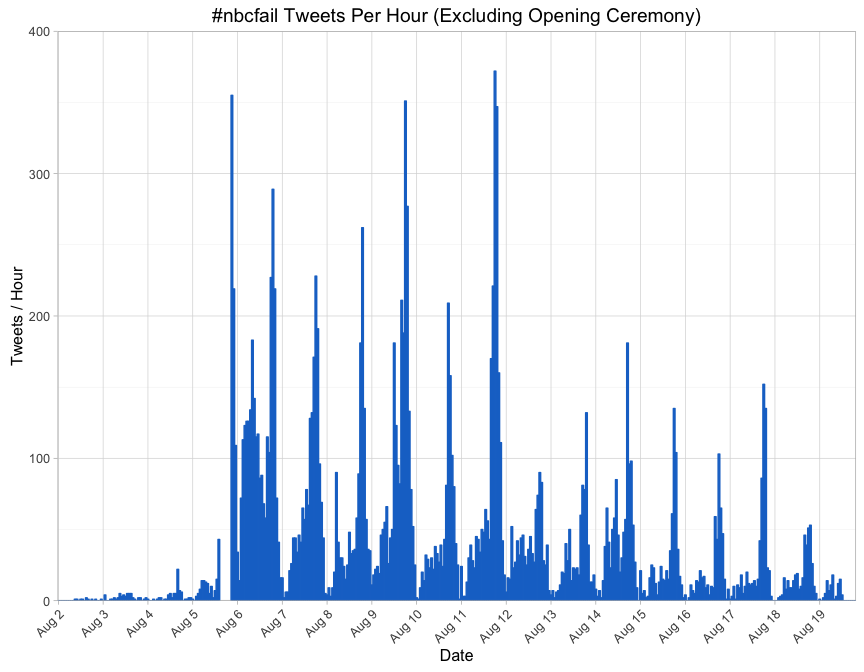 #nbcfail Tweets Per Hour (Excluding Opening Ceremony)
400
300
200
100
0
Tweets / Hour
Aug 2
Aug 3
Aug 4
Aug 5
Aug 6
Aug 7
Aug 8
Aug 9
Aug 10
Aug 11
Aug 12
Aug 13
Aug 14
Aug 15
Aug 16
Aug 17
Aug 18
Aug 19
Date